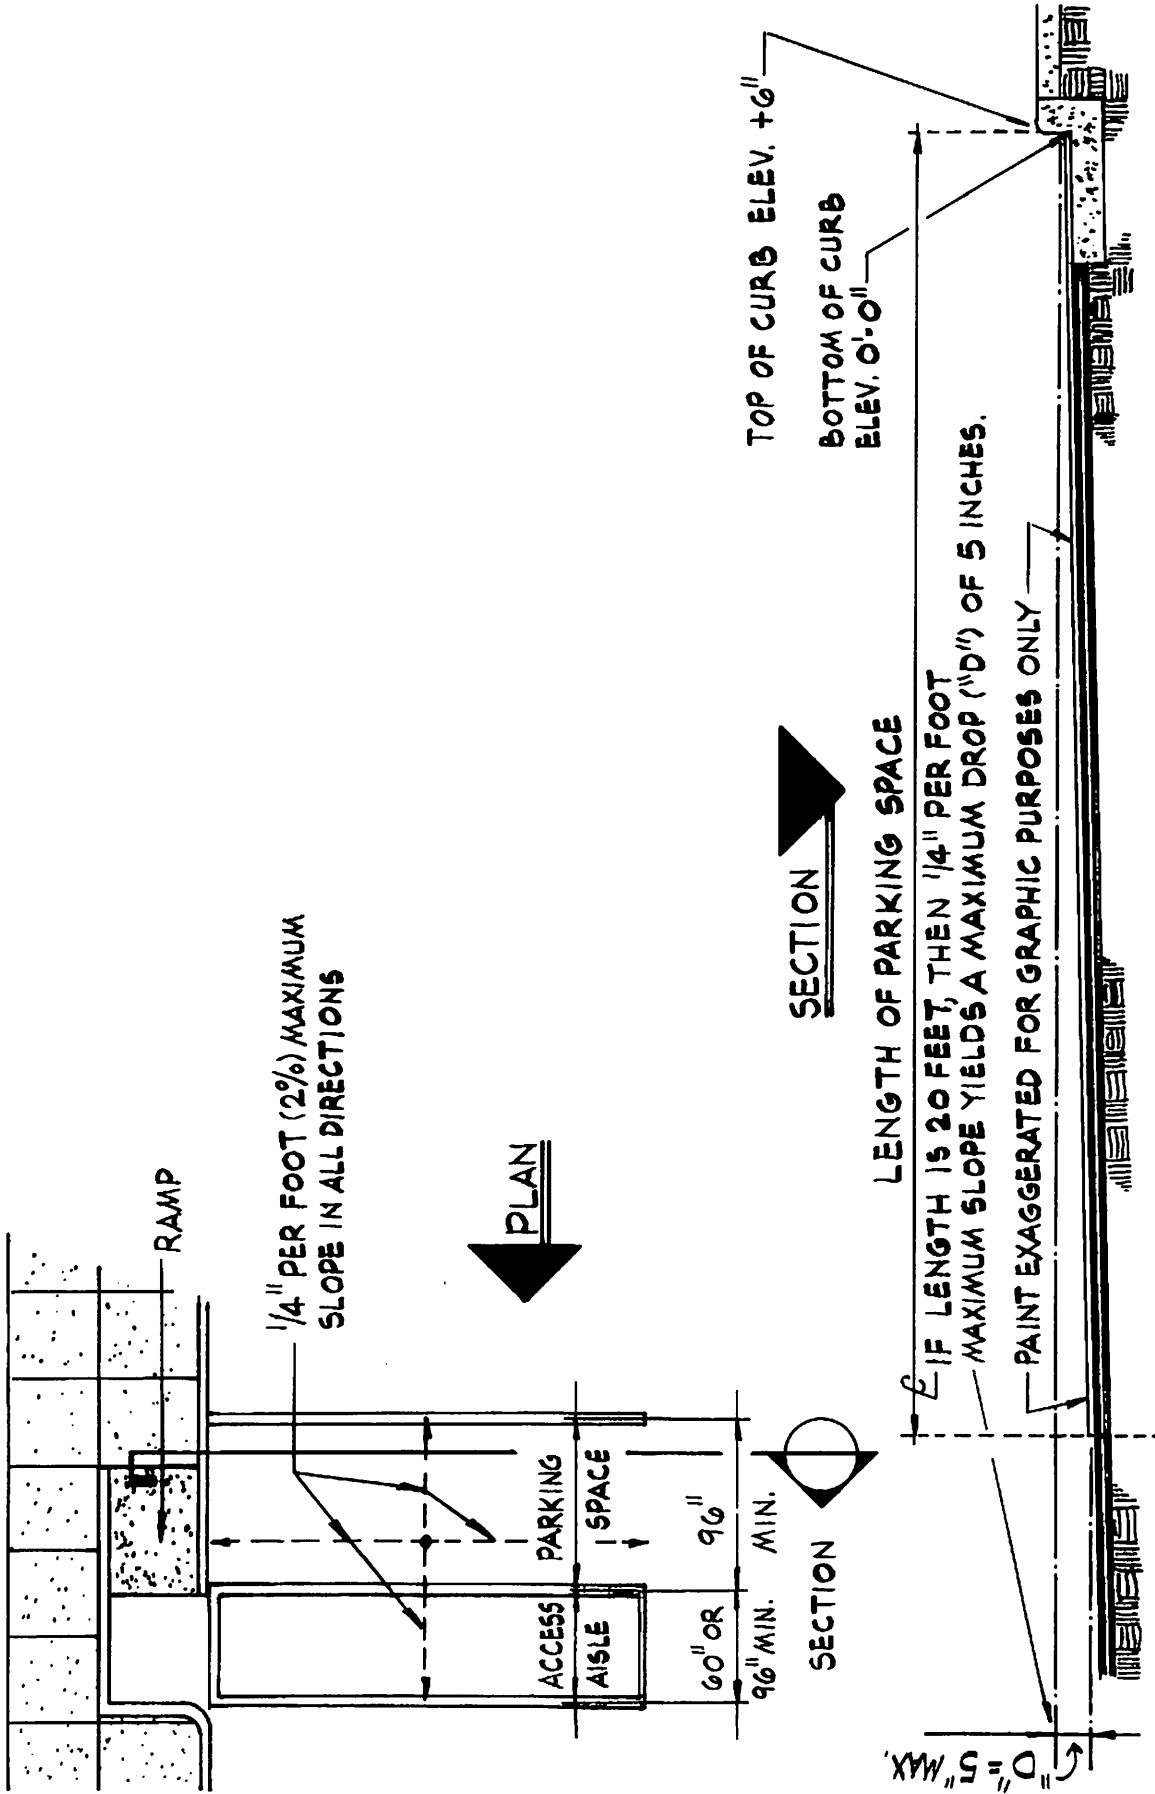 RAMP
1/4" PER FOOT (2%) MAXIMUM
SLOPE IN ALL DIRECTIONS
PLAN
ACCESS
AISLE
PARKING
SPACE
60" OR
96" MIN.
96"
MIN.
SECTION
SECTION
TOP OF CURB ELEV. +6"
BOTTOM OF CURB
ELEV. 0'-0"
LENGTH OF PARKING SPACE
IF LENGTH IS 20 FEET, THEN 1/4" PER FOOT
MAXIMUM SLOPE YIELDS A MAXIMUM DROP ("D") OF 5 INCHES.
PAINT EXAGGERATED FOR GRAPHIC PURPOSES ONLY
"D" = 5" MAX.